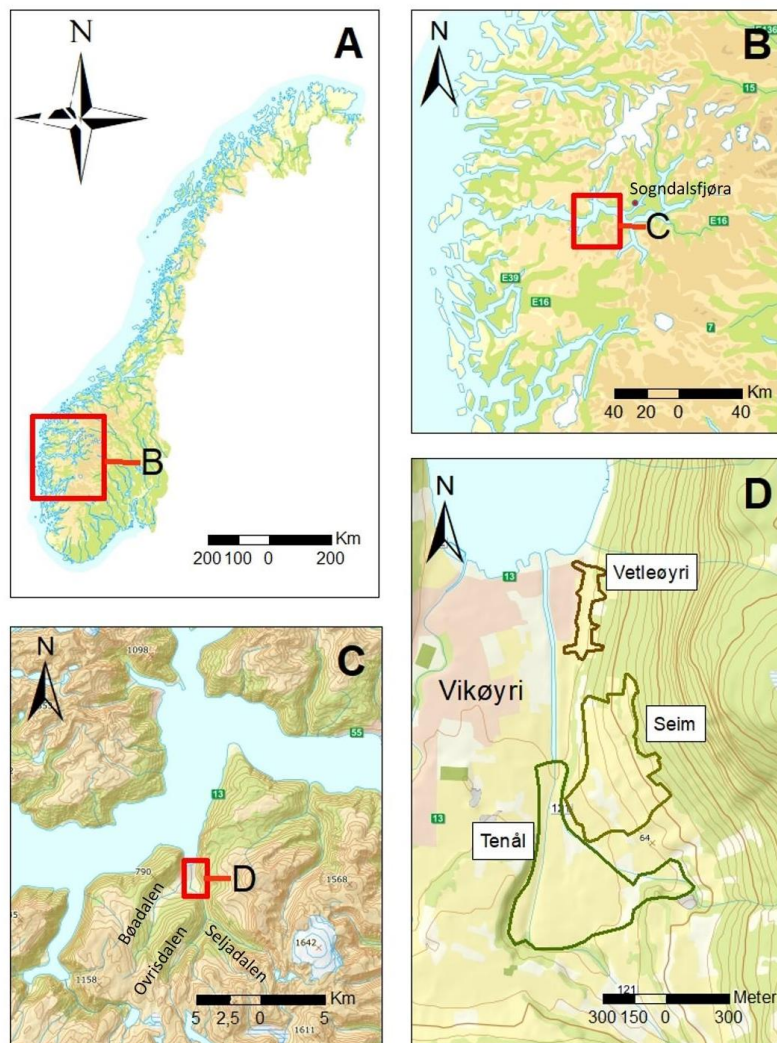 A
N
B
Km
200 100 0 200
B
N
15
Sogndalsfjøra
C
E16
E39
E16
7
Km
40 20 0 40
C
N
1098
55
13
790
D
1568
Bøadalen
Ovrisdalen
Seljadalen
1642
1158
Km
5 2,5 0 5
1611
D
N
13
Vetleøyri
Vikøyri
Seim
Tenål
64
13
121
Meter
300 150 0 300